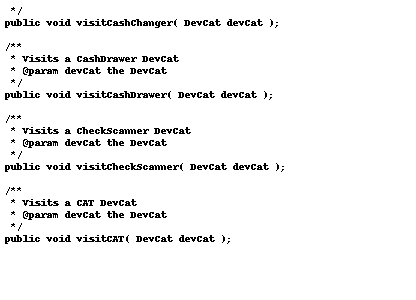 */
public void visitCashChanger( DevCat devCat );
/**
* Visits a CashDrawer DevCat
* @param devCat the DevCat
*/
public void visitCashDrawer( DevCat devCat );
/**
* Visits a CheckScanner DevCat
* @param devCat the DevCat
*/
public void visitCheckScanner( DevCat devCat );
/**
* Visits a CAT DevCat
* @param devCat the DevCat
*/
public void visitCAT( DevCat devCat );